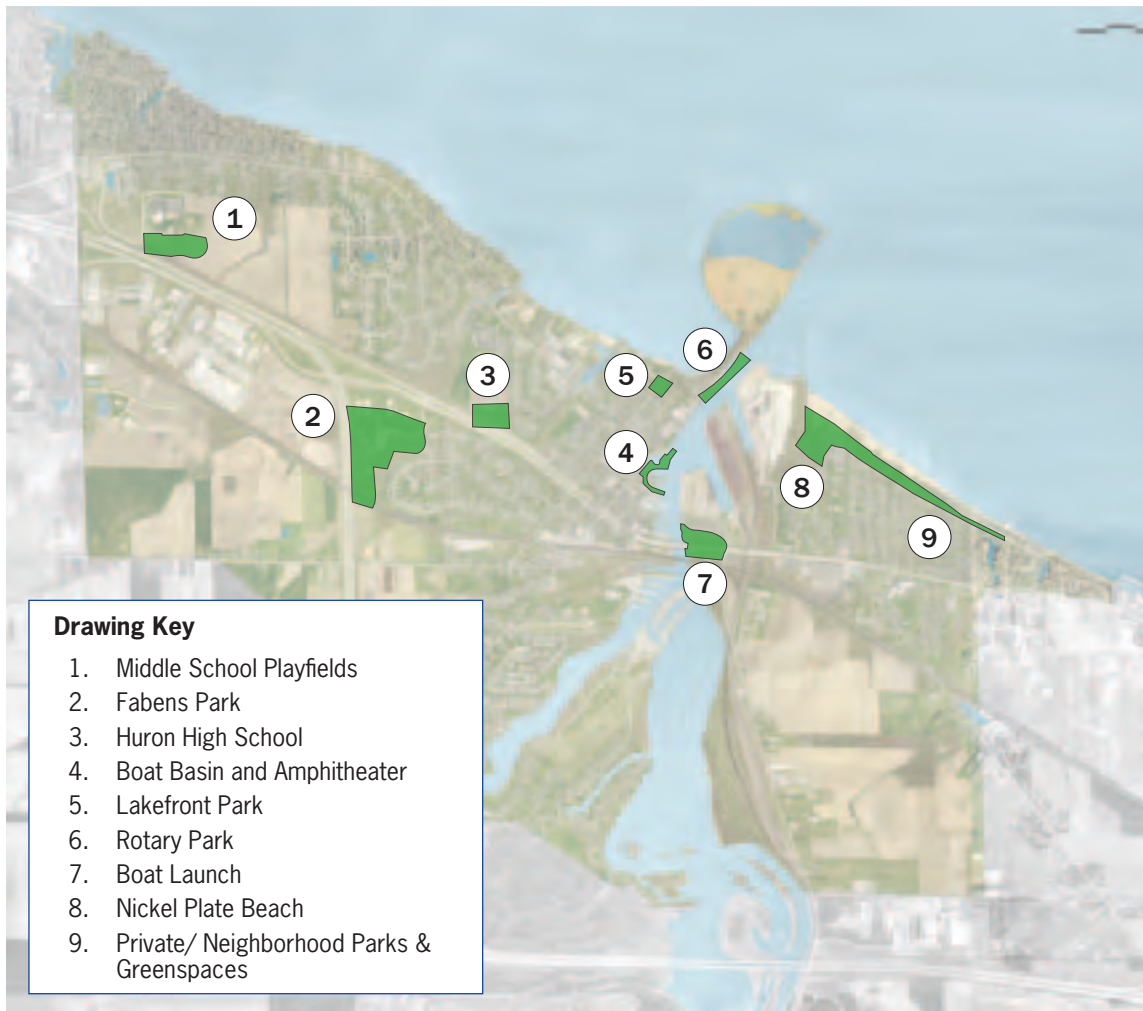 1
6
3
5
2
4
8
9
7
Drawing Key
1. Middle School Playfields
2. Fabens Park
3. Huron High School
4. Boat Basin and Amphitheater
5. Lakefront Park
6. Rotary Park
7. Boat Launch
8. Nickel Plate Beach
9. Private/ Neighborhood Parks &
Greenspaces